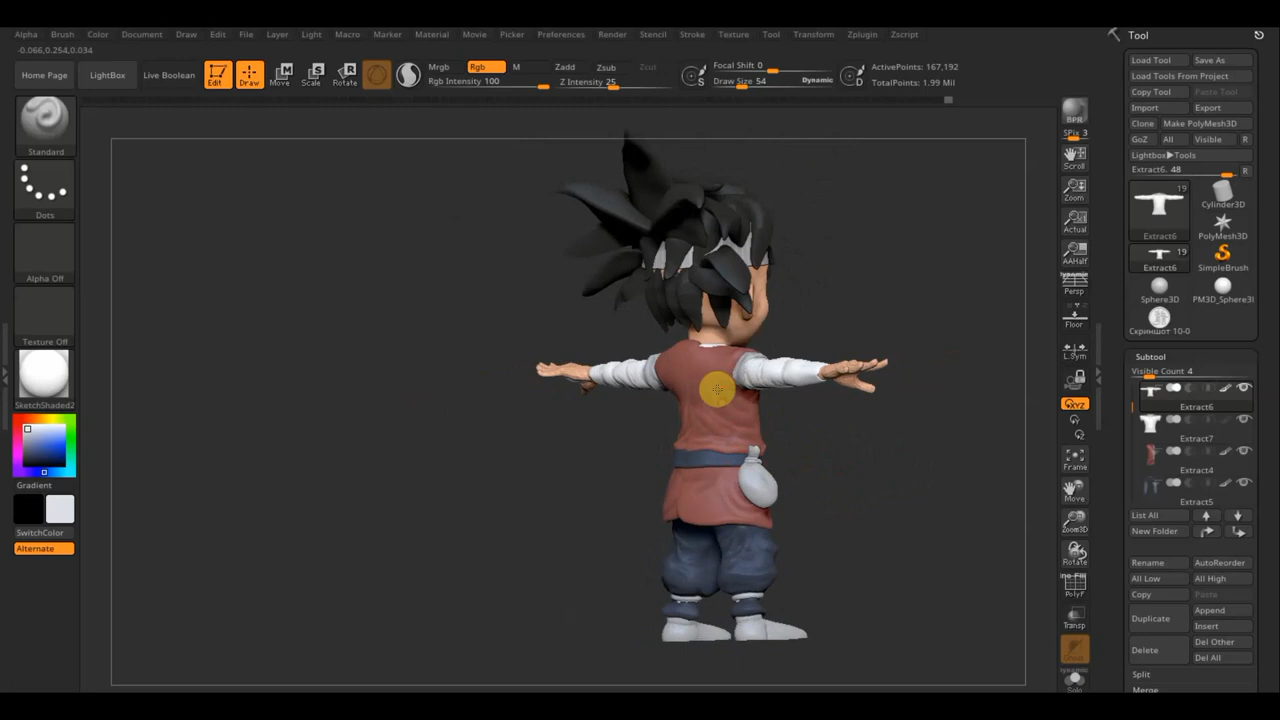 Alpha Brush Color Document Draw Edit File Layer Light Macro Marker Material Movie Picker Preferences Render Stencil Stroke Texture Tool Transform Zplugin Zscript
-0.066,0.254,0.034
Home Page LightBox Live Boolean Edit Draw Move Scale Rotate
Mrgb Rgb M Zadd Zsub Zcut
Rgb Intensity 100 Z Intensity 25
Focal Shift 0
Draw Size 54 Dynamic
ActivePoints: 167,192
TotalPoints: 1.99 Mil
Standard
Dots
Alpha Off
Texture Off
SketchShaded2
Gradient
SwitchColor
Alternate
BPR
SPix 3
Scroll
Zoom
Actual
AAHalf
Dynamic
Persp
Floor
L.Sym
XYZ
Frame
Move
Zoom3D
Rotate
Line Fill
PolyF
Transp
Ghost
Dynamic
Solo
Tool
Load Tool Save As
Load Tools From Project
Copy Tool Paste Tool
Import Export
Clone Make PolyMesh3D
GoZ All Visible R
Lightbox▶Tools
Extract6. 48 R
19
Extract6 Cylinder3D
PolyMesh3D
19
Extract6 SimpleBrush
Sphere3D PM3D_Sphere3I
Скриншот 10-0
Subtool
Visible Count 4
Extract6
Extract7
Extract4
Extract5
List All
New Folder
Rename AutoReorder
All Low All High
Copy Paste
Duplicate Append
Insert
Delete Del Other
Del All
Split
Merge